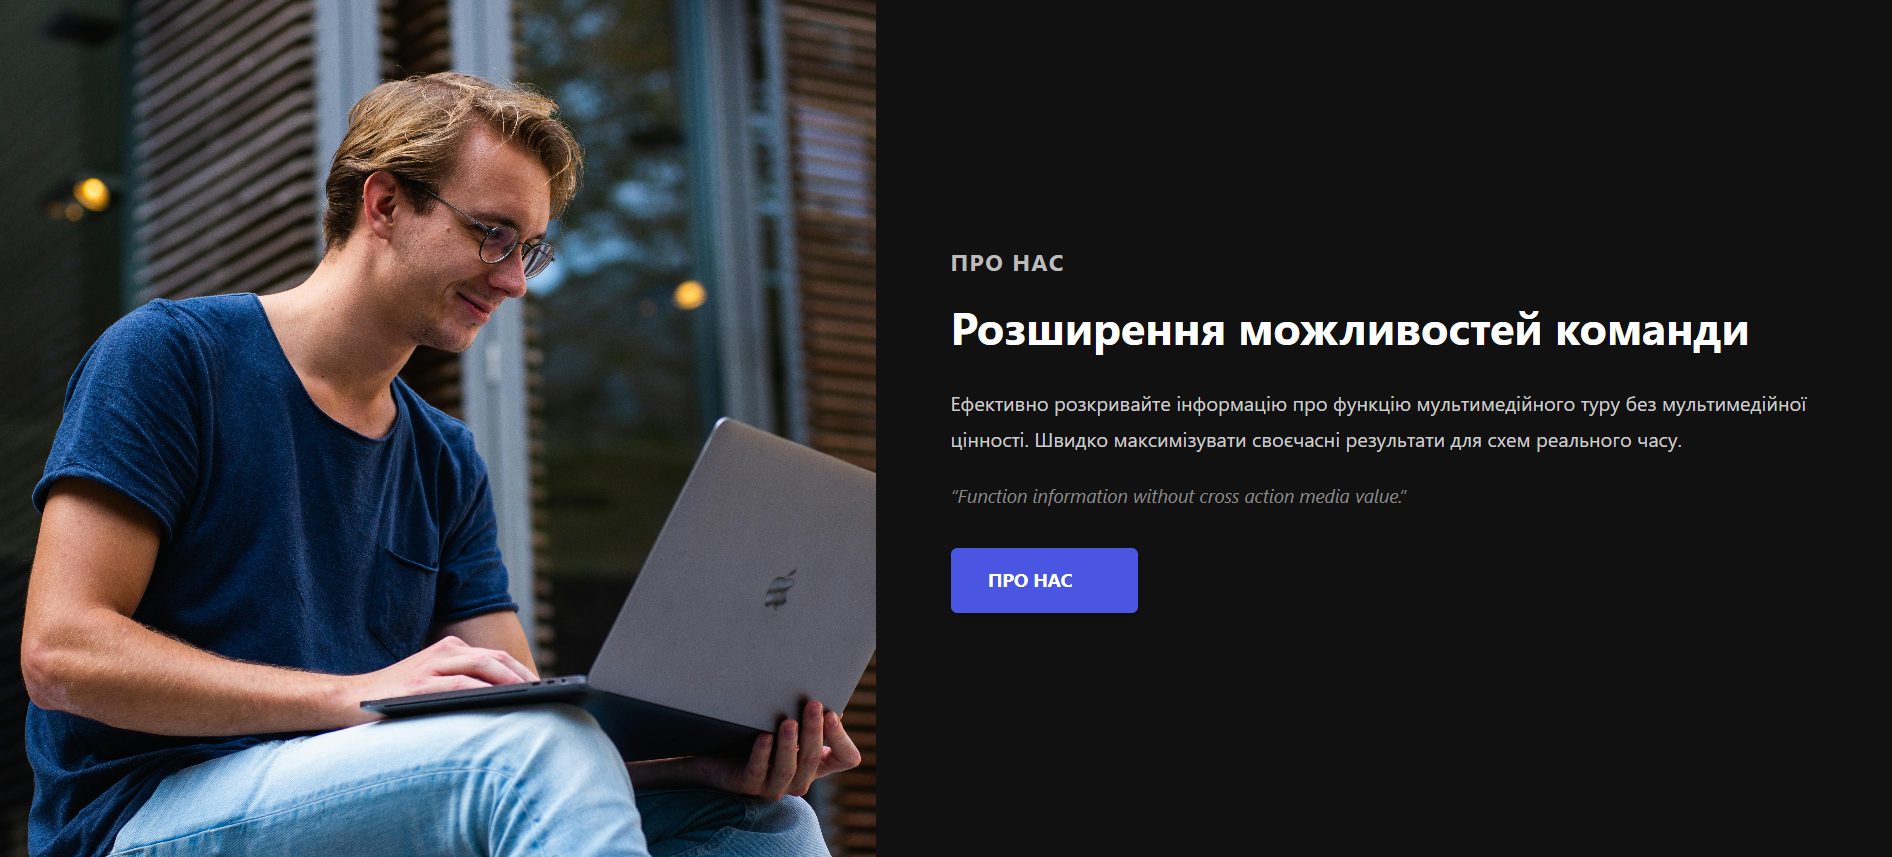 ПРО НАС
Розширення можливостей команди
Ефективно розкривайте інформацію про функцію мультимедійного туру без мультимедійної
цінності. Швидко максимізувати своєчасні результати для схем реального часу.
“Function information without cross action media value.”
ПРО НАС